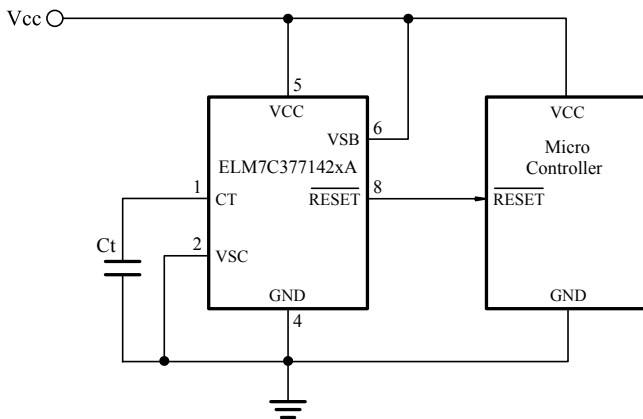 Vcc
5
VCC
VCC
6
VSB
Micro
Controller
ELM7C377142xA
1
8
CT
RESET
RESET
2
Ct
VSC
GND
GND
4